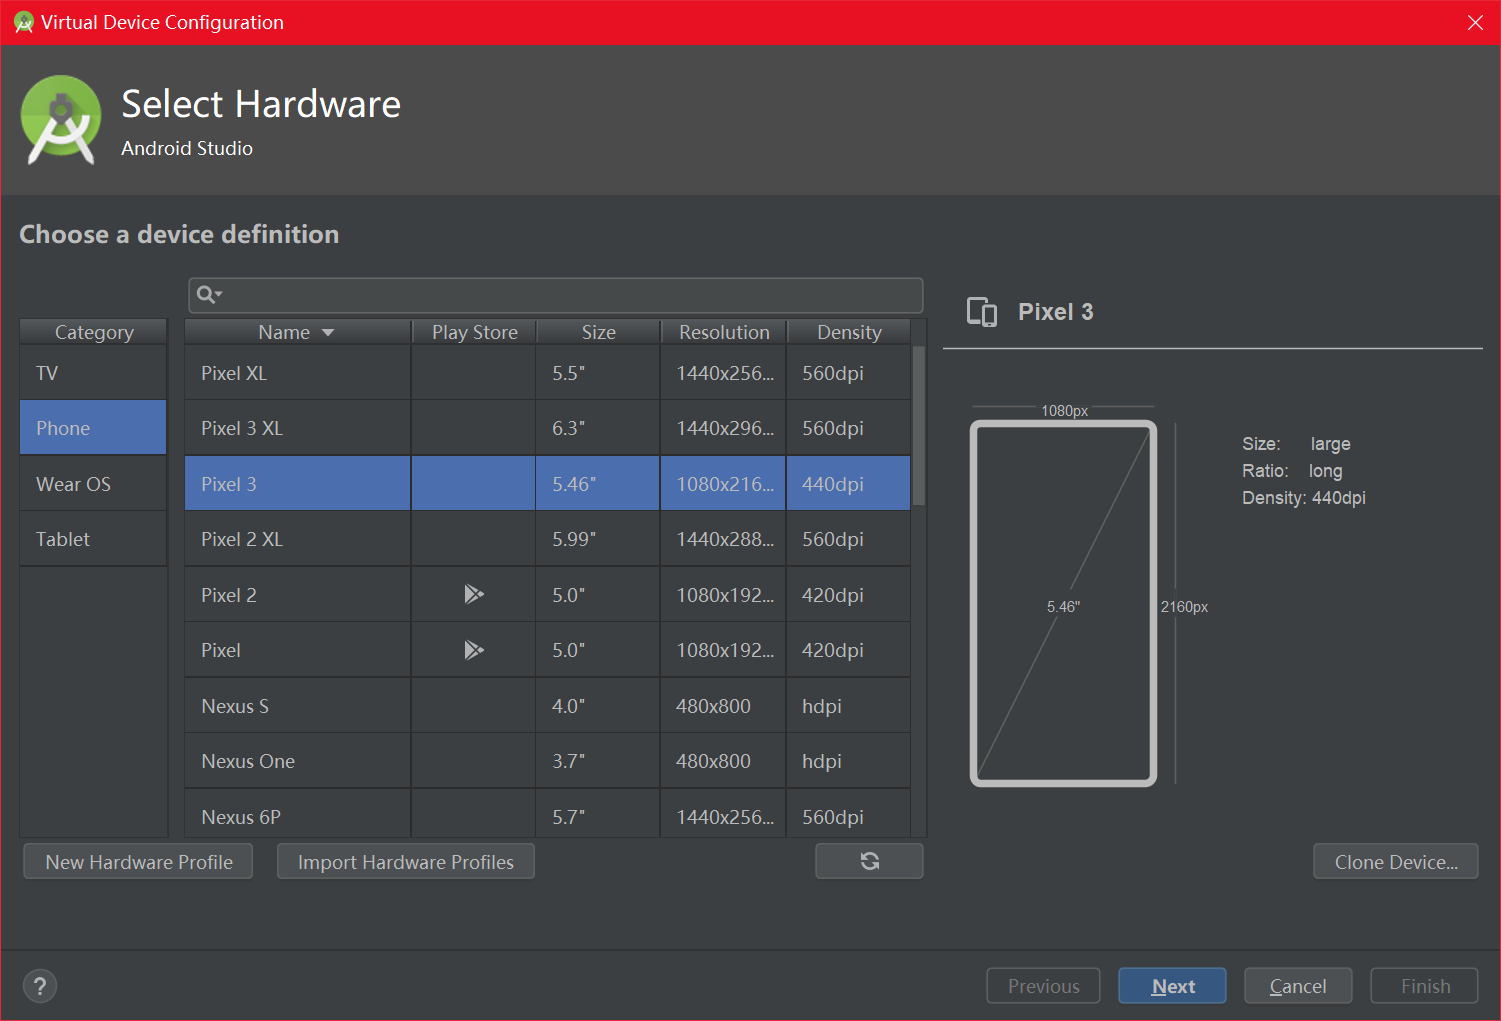 Virtual Device Configuration
Select Hardware
Android Studio
Choose a device definition
Category
TV
Phone
Wear OS
Tablet
Name Play Store Size Resolution Density
Pixel XL 5.5" 1440x256... 560dpi
Pixel 3 XL 6.3" 1440x296... 560dpi
Pixel 3 5.46" 1080x216... 440dpi
Pixel 2 XL 5.99" 1440x288... 560dpi
Pixel 2 5.0" 1080x192... 420dpi
Pixel 5.0" 1080x192... 420dpi
Nexus S 4.0" 480x800 hdpi
Nexus One 3.7" 480x800 hdpi
Nexus 6P 5.7" 1440x256... 560dpi
Pixel 3
1080px
5.46"
2160px
Size: large
Ratio: long
Density: 440dpi
New Hardware Profile Import Hardware Profiles Clone Device...
? Previous Next Cancel Finish